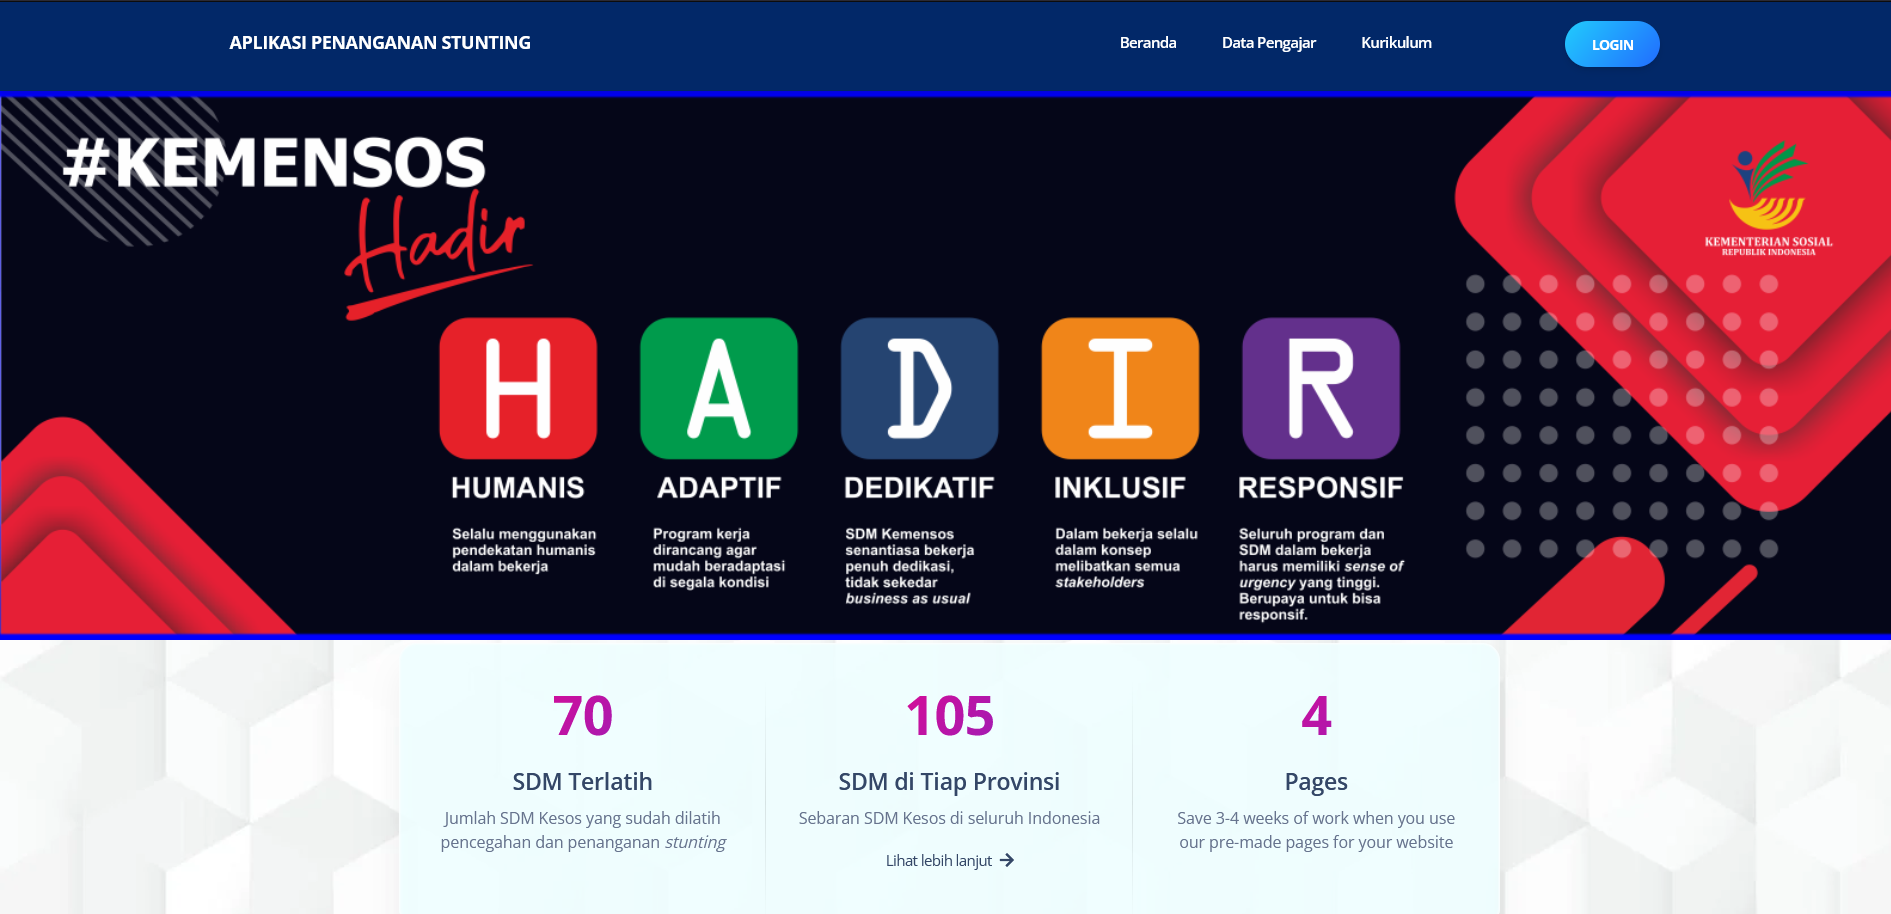 APLIKASI PENANGANAN STUNTING
Beranda
Data Pengajar
Kurikulum
LOGIN
#KEMENSOS
Hadir
KEMENTERIAN SOSIAL
REPUBLIK INDONESIA
H
A
D
I
R
HUMANIS
ADAPTIF
DEDIKATIF
INKLUSIF
RESPONSIF
Selalu menggunakan
pendekatan humanis
dalam bekerja
Program kerja
dirancang agar
mudah beradaptasi
di segala kondisi
SDM Kemensos
senantiasa bekerja
penuh dedikasi,
tidak sekedar
business as usual
Dalam bekerja selalu
dalam konsep
melibatkan semua
stakeholders
Seluruh program dan
SDM dalam bekerja
harus memiliki sense of
urgency yang tinggi.
Berupaya untuk bisa
responsif.
70
SDM Terlatih
Jumlah SDM Kesos yang sudah dilatih
pencegahan dan penanganan stunting
105
SDM di Tiap Provinsi
Sebaran SDM Kesos di seluruh Indonesia
Lihat lebih lanjut →
4
Pages
Save 3-4 weeks of work when you use
our pre-made pages for your website